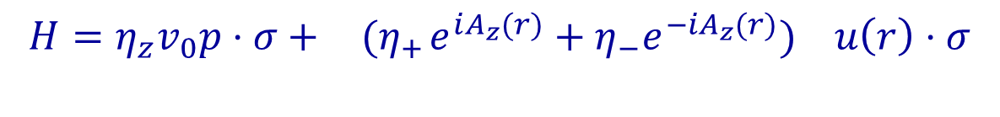 H = η_z v_0 p · σ + (η_+ e^{iA_z(r)} + η_− e^{−iA_z(r)}) u(r) · σ